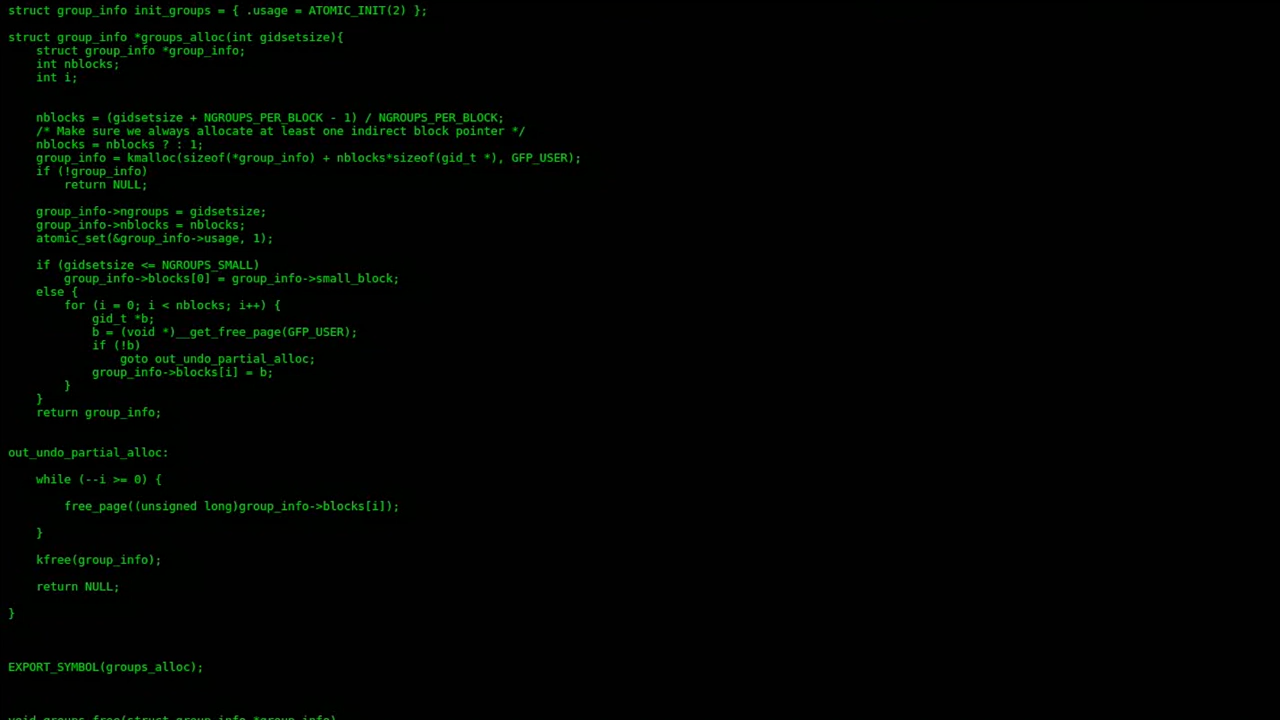 struct group_info init_groups = { .usage = ATOMIC_INIT(2) };
struct group_info *groups_alloc(int gidsetsize){
    struct group_info *group_info;
    int nblocks;
    int i;
    nblocks = (gidsetsize + NGROUPS_PER_BLOCK - 1) / NGROUPS_PER_BLOCK;
    /* Make sure we always allocate at least one indirect block pointer */
    nblocks = nblocks ? : 1;
    group_info = kmalloc(sizeof(*group_info) + nblocks*sizeof(gid_t *), GFP_USER);
    if (!group_info)
        return NULL;
    group_info->ngroups = gidsetsize;
    group_info->nblocks = nblocks;
    atomic_set(&group_info->usage, 1);
    if (gidsetsize <= NGROUPS_SMALL)
        group_info->blocks[0] = group_info->small_block;
    else {
        for (i = 0; i < nblocks; i++) {
            gid_t *b;
            b = (void *)__get_free_page(GFP_USER);
            if (!b)
                goto out_undo_partial_alloc;
            group_info->blocks[i] = b;
        }
    }
    return group_info;
out_undo_partial_alloc:
    while (--i >= 0) {
        free_page((unsigned long)group_info->blocks[i]);
    }
    kfree(group_info);
    return NULL;
}
EXPORT_SYMBOL(groups_alloc);
void groups_free(struct group_info *group_info)